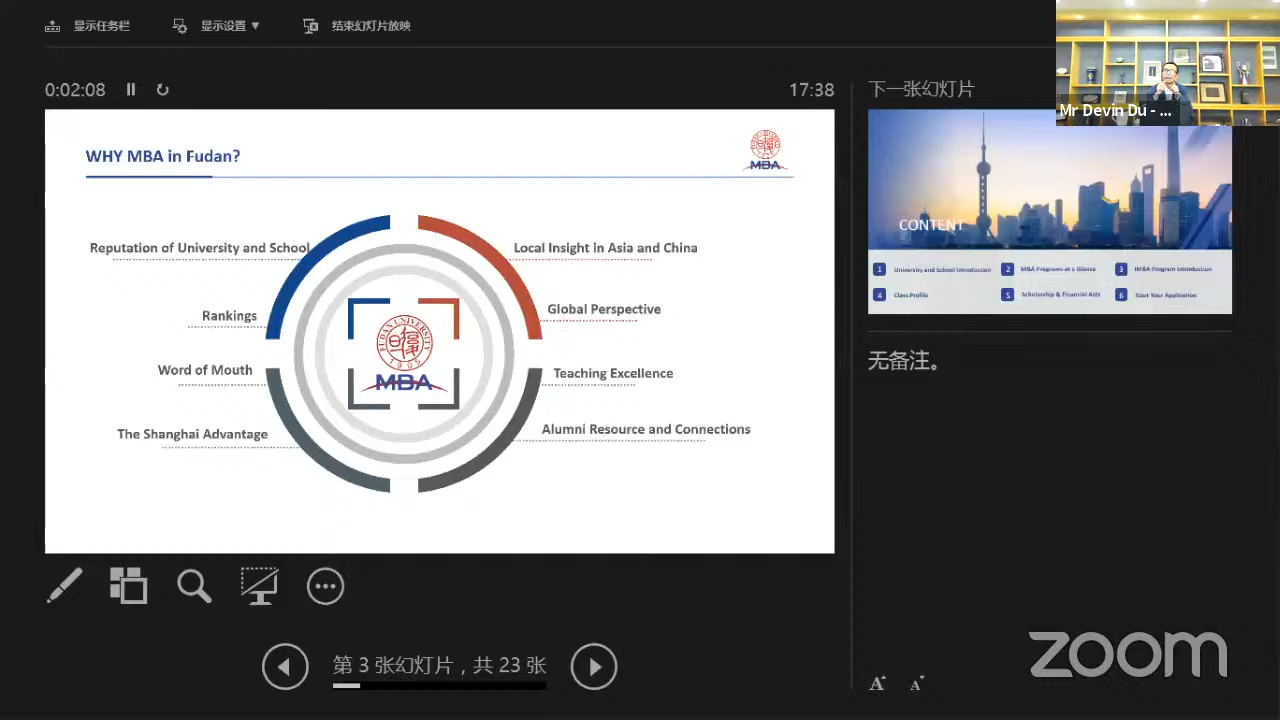 显示任务栏
显示设置 ▼
结束幻灯片放映
0:02:08
17:38
下一张幻灯片
Mr Devin Du - ...
WHY MBA in Fudan?
MBA
Reputation of University and School
Rankings
Word of Mouth
The Shanghai Advantage
FUDAN UNIVERSITY
1905
MBA
Local Insight in Asia and China
Global Perspective
Teaching Excellence
Alumni Resource and Connections
CONTENT
1 University and School Introduction
2 MBA Programs at a Glance
3 IMBA Program Introduction
4 Class Profile
5 Scholarship & Financial Aids
6 Start Your Application
无备注。
第 3 张幻灯片，共 23 张
A A
zoom